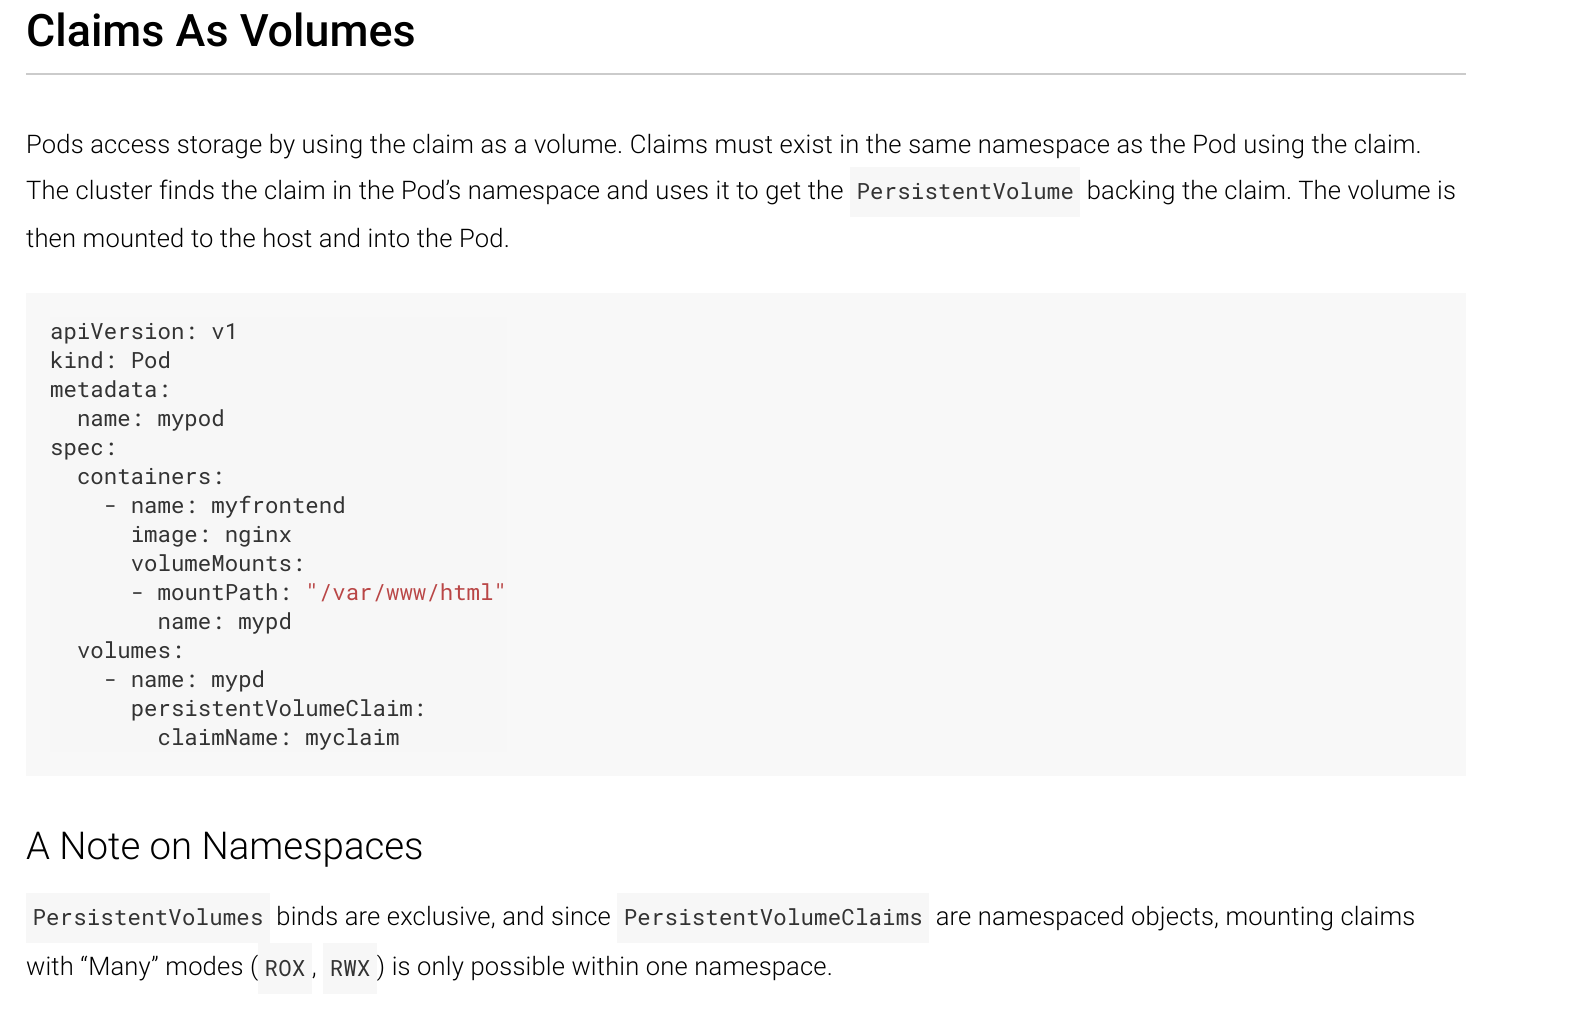 Claims As Volumes
Pods access storage by using the claim as a volume. Claims must exist in the same namespace as the Pod using the claim.
The cluster finds the claim in the Pod’s namespace and uses it to get the PersistentVolume backing the claim. The volume is
then mounted to the host and into the Pod.
apiVersion: v1
kind: Pod
metadata:
  name: mypod
spec:
  containers:
    - name: myfrontend
      image: nginx
      volumeMounts:
      - mountPath: "/var/www/html"
        name: mypd
  volumes:
    - name: mypd
      persistentVolumeClaim:
        claimName: myclaim
A Note on Namespaces
PersistentVolumes binds are exclusive, and since PersistentVolumeClaims are namespaced objects, mounting claims
with “Many” modes (ROX, RWX) is only possible within one namespace.